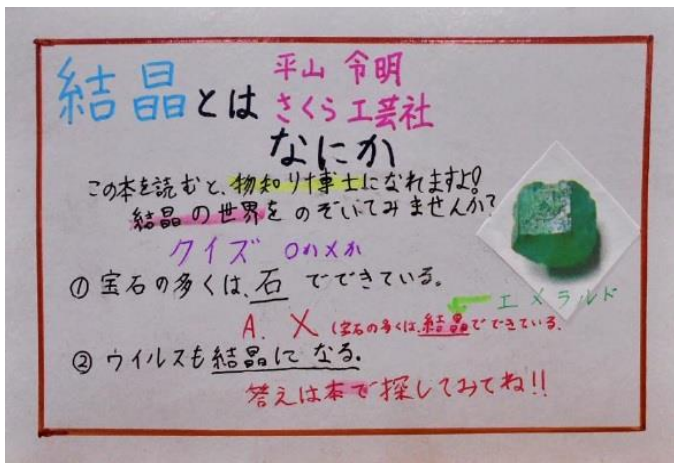 結晶とは
平山 令明
さくら工芸社
なにか
この本を読むと、物知り博士になれますよ!
結晶の世界をのぞいてみませんか?
クイズ ○か×か
① 宝石の多くは、石でできている。
エメラルド
A. × (宝石の多くは、結晶でできている。
② ウイルスも結晶になる。
答えは本で探してみてね!!